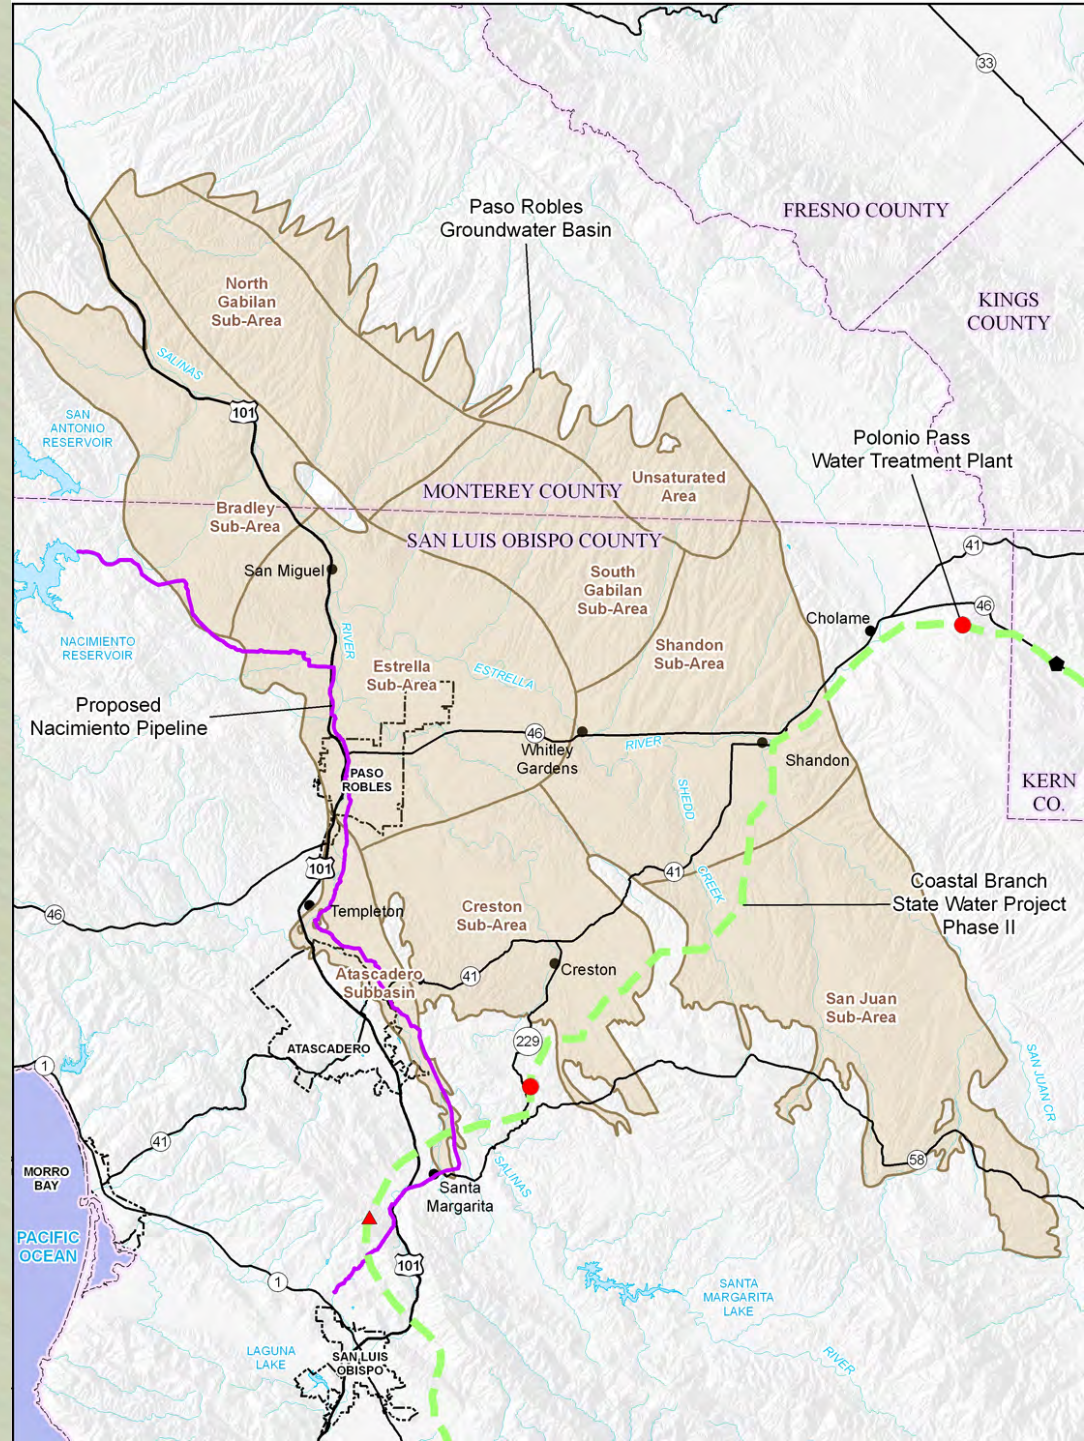 33
FRESNO COUNTY
Paso Robles
Groundwater Basin
KINGS
COUNTY
North
Gabilan
Sub-Area
SALINAS
101
SAN
ANTONIO
RESERVOIR
Polonio Pass
Water Treatment Plant
Unsaturated
Area
MONTEREY COUNTY
Bradley
Sub-Area
SAN LUIS OBISPO COUNTY
41
San Miguel
South
Gabilan
Sub-Area
46
Cholame
NACIMIENTO
RESERVOIR
RIVER
Shandon
Sub-Area
Estrella
Sub-Area
ESTRELLA
Proposed
Nacimiento Pipeline
46
Whitley
Gardens
RIVER
Shandon
PASO
ROBLES
KERN
CO.
SHEDD
CREEK
101
41
Coastal Branch
State Water Project
Phase II
46
Templeton
Creston
Sub-Area
Atascadero
Subbasin
41
Creston
San Juan
Sub-Area
229
ATASCADERO
SAN JUAN CR
1
41
58
MORRO
BAY
Santa
Margarita
SALINAS
PACIFIC
OCEAN
101
1
SANTA
MARGARITA
LAKE
LAGUNA
LAKE
SAN LUIS
OBISPO
RIVER